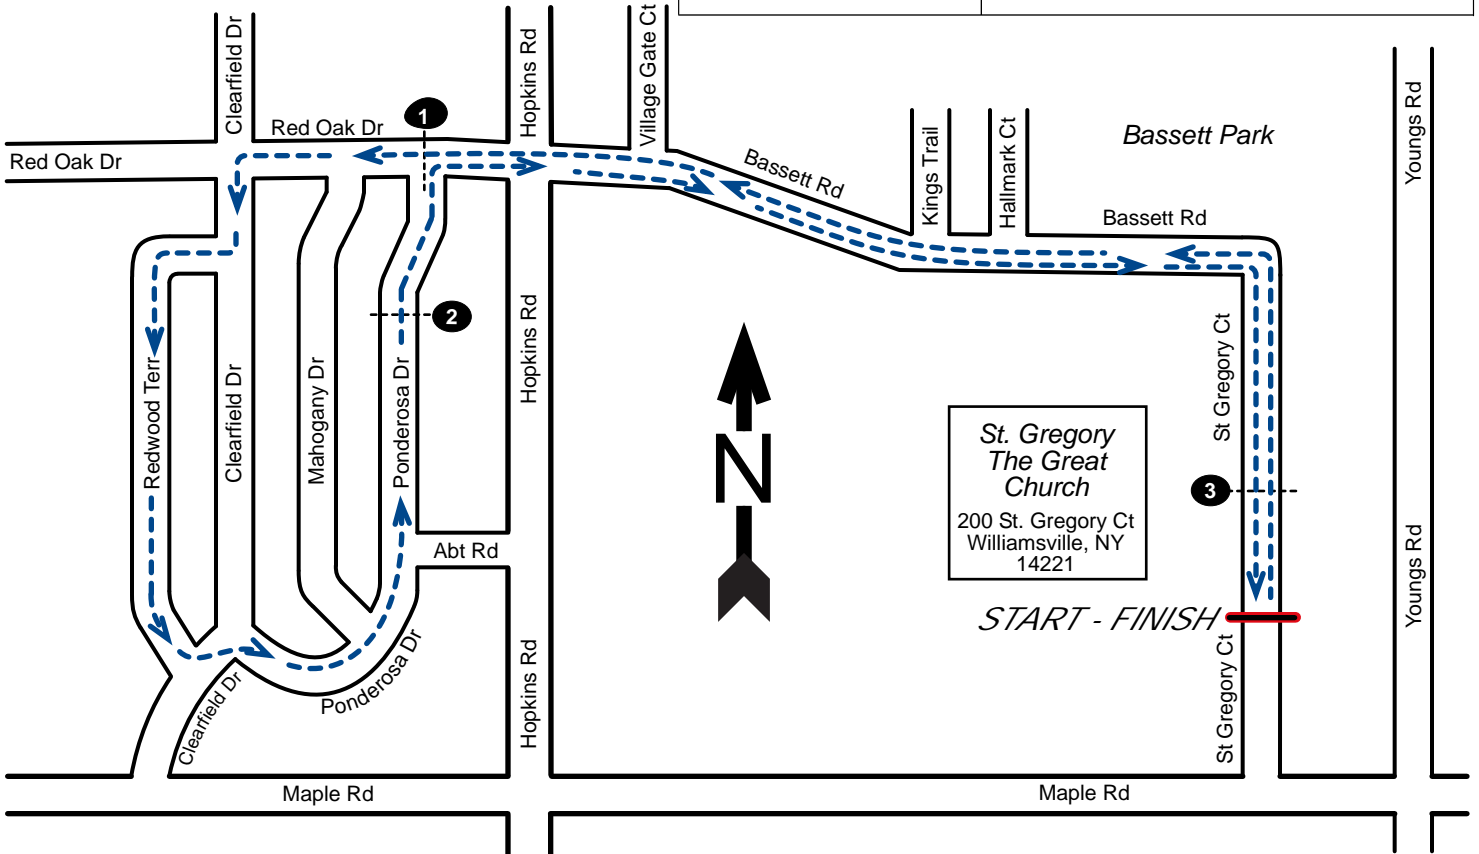 Clearfield Dr
Hopkins Rd
Village Gate Ct
Youngs Rd
1
Red Oak Dr
Red Oak Dr
Bassett Rd
Kings Trail
Hallmark Ct
Bassett Park
Bassett Rd
2
Hopkins Rd
Redwood Terr
Clearfield Dr
Mahogany Dr
Ponderosa Dr
N
St Gregory Ct
St. Gregory
The Great
Church
200 St. Gregory Ct
Williamsville, NY
14221
3
Abt Rd
START - FINISH
Youngs Rd
Clearfield Dr
Ponderosa Dr
Hopkins Rd
St Gregory Ct
Maple Rd
Maple Rd